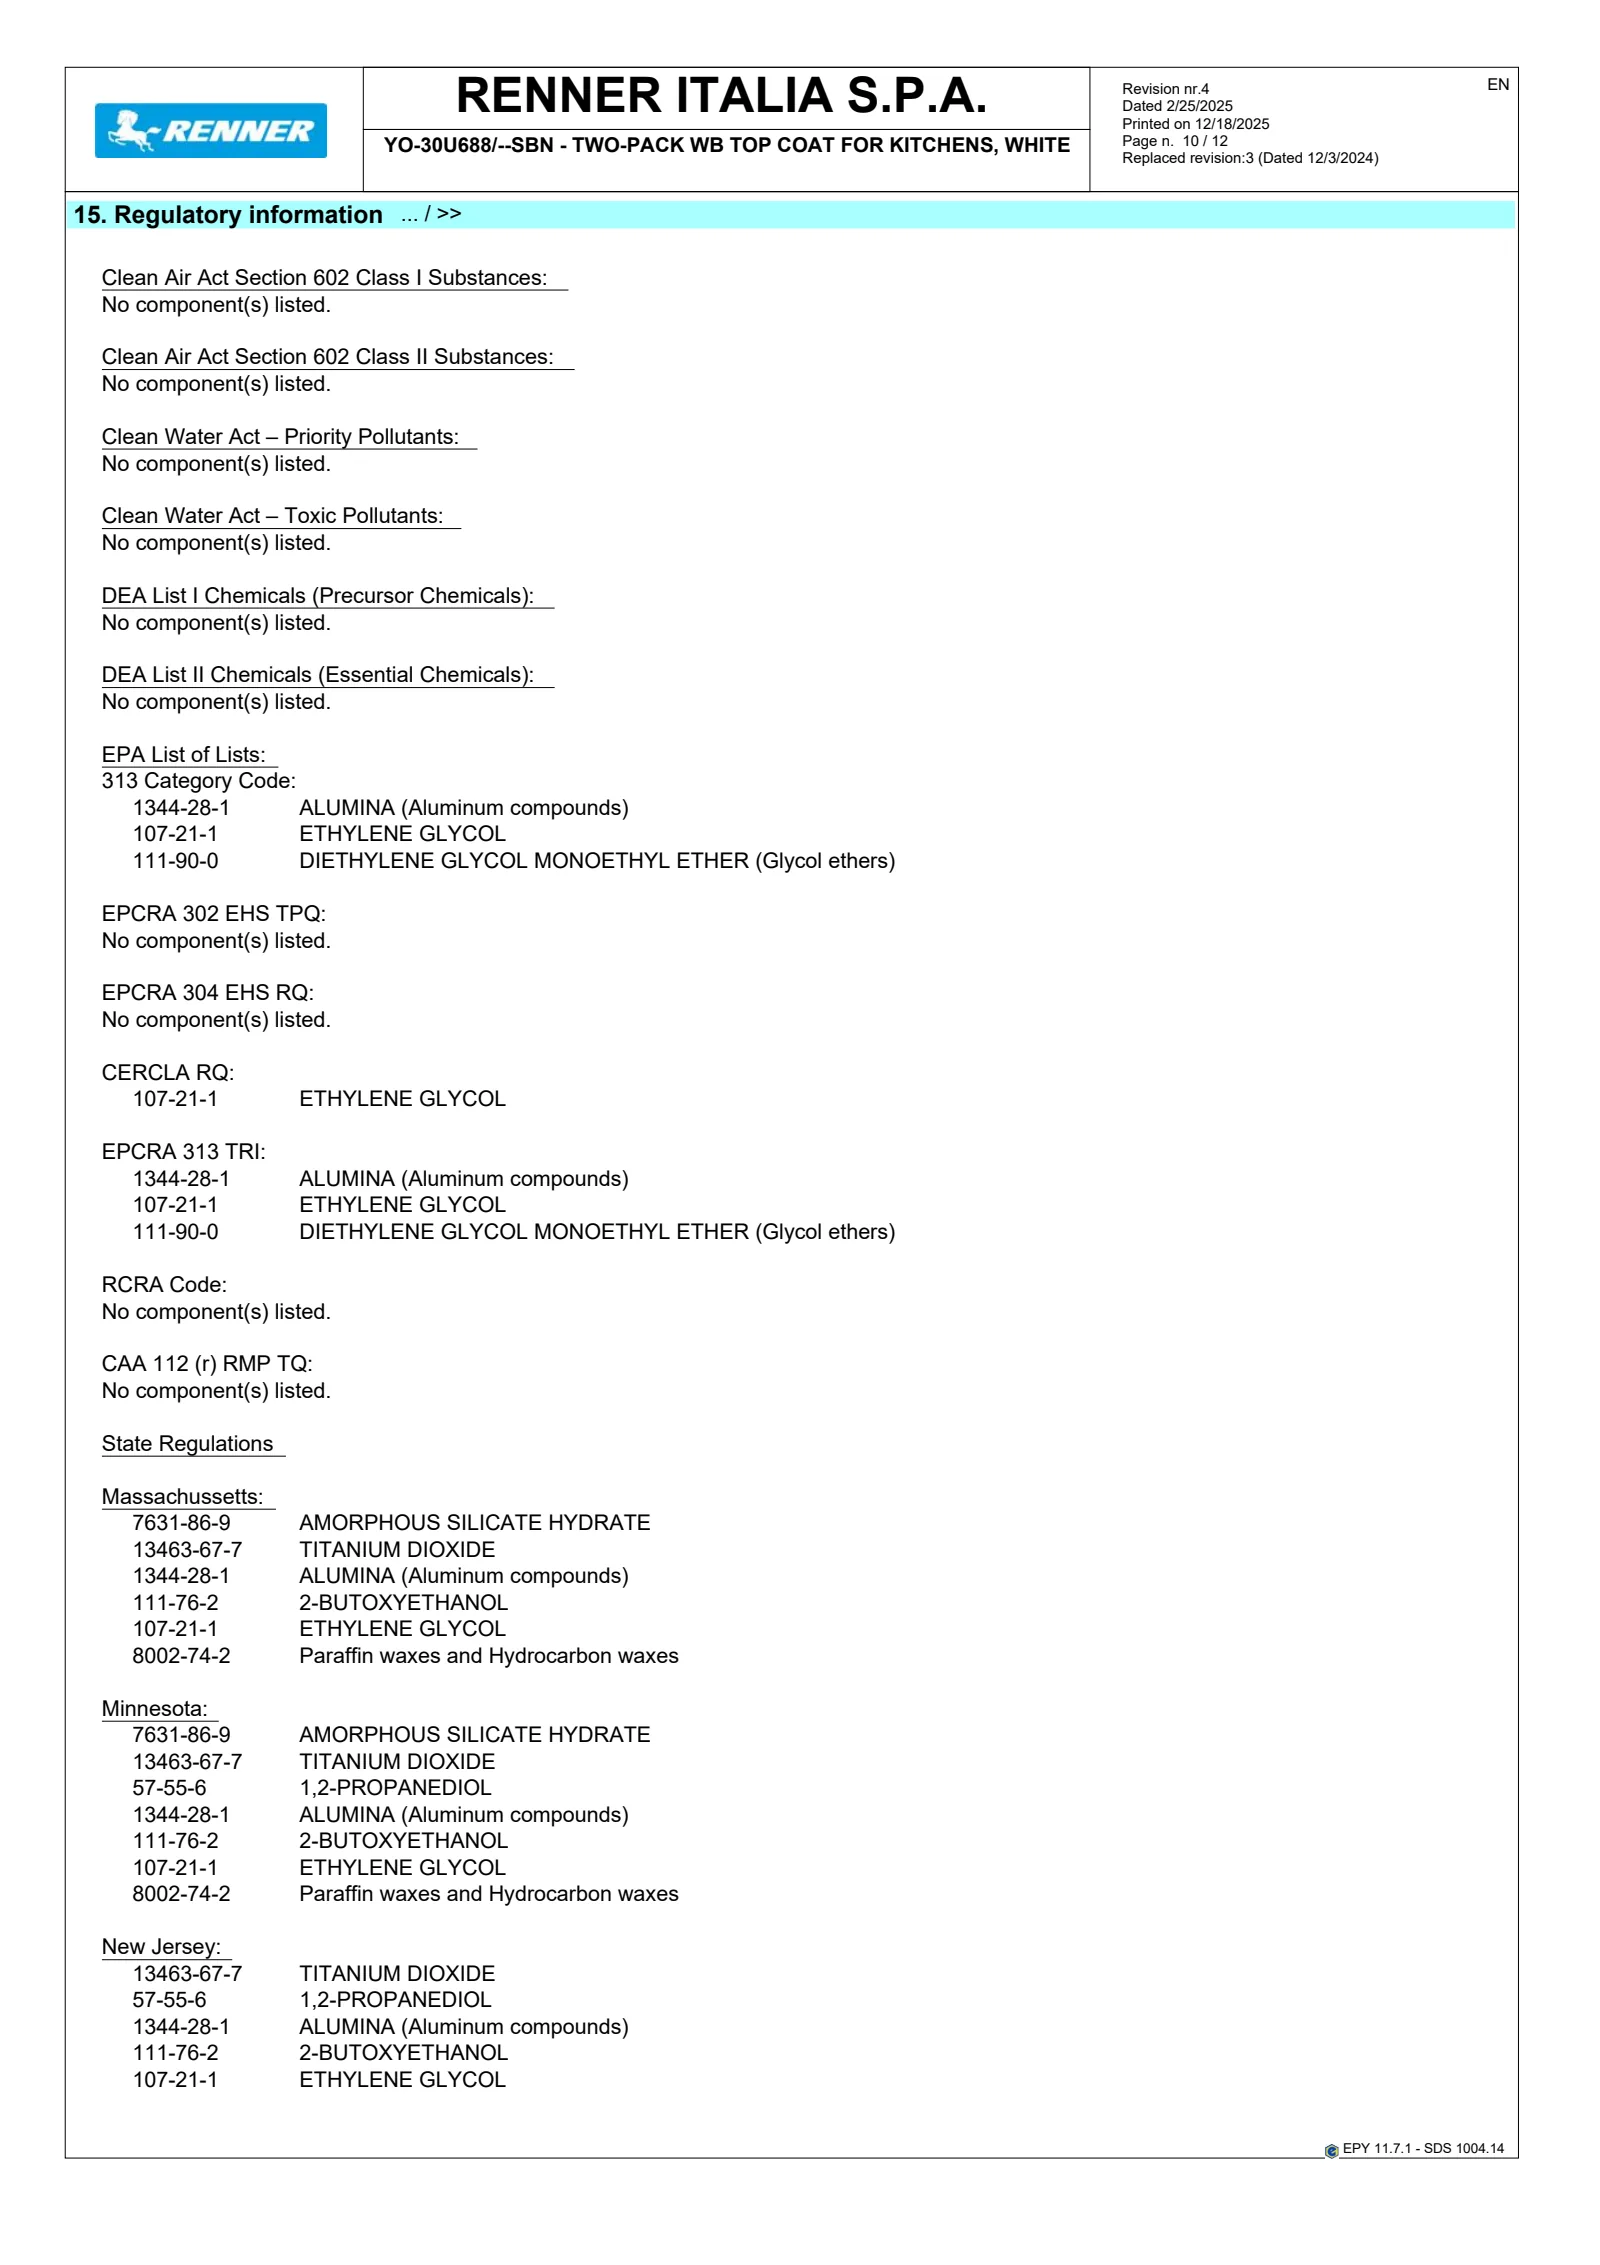 RENNER
RENNER ITALIA S.P.A.
YO-30U688/--SBN - TWO-PACK WB TOP COAT FOR KITCHENS, WHITE
Revision nr.4
Dated 2/25/2025
Printed on 12/18/2025
Page n. 10 / 12
Replaced revision:3 (Dated 12/3/2024)
EN
15. Regulatory information ... / >>
Clean Air Act Section 602 Class I Substances:
No component(s) listed.
Clean Air Act Section 602 Class II Substances:
No component(s) listed.
Clean Water Act – Priority Pollutants:
No component(s) listed.
Clean Water Act – Toxic Pollutants:
No component(s) listed.
DEA List I Chemicals (Precursor Chemicals):
No component(s) listed.
DEA List II Chemicals (Essential Chemicals):
No component(s) listed.
EPA List of Lists:
313 Category Code:
1344-28-1 ALUMINA (Aluminum compounds)
107-21-1 ETHYLENE GLYCOL
111-90-0 DIETHYLENE GLYCOL MONOETHYL ETHER (Glycol ethers)
EPCRA 302 EHS TPQ:
No component(s) listed.
EPCRA 304 EHS RQ:
No component(s) listed.
CERCLA RQ:
107-21-1 ETHYLENE GLYCOL
EPCRA 313 TRI:
1344-28-1 ALUMINA (Aluminum compounds)
107-21-1 ETHYLENE GLYCOL
111-90-0 DIETHYLENE GLYCOL MONOETHYL ETHER (Glycol ethers)
RCRA Code:
No component(s) listed.
CAA 112 (r) RMP TQ:
No component(s) listed.
State Regulations
Massachussetts:
7631-86-9 AMORPHOUS SILICATE HYDRATE
13463-67-7 TITANIUM DIOXIDE
1344-28-1 ALUMINA (Aluminum compounds)
111-76-2 2-BUTOXYETHANOL
107-21-1 ETHYLENE GLYCOL
8002-74-2 Paraffin waxes and Hydrocarbon waxes
Minnesota:
7631-86-9 AMORPHOUS SILICATE HYDRATE
13463-67-7 TITANIUM DIOXIDE
57-55-6 1,2-PROPANEDIOL
1344-28-1 ALUMINA (Aluminum compounds)
111-76-2 2-BUTOXYETHANOL
107-21-1 ETHYLENE GLYCOL
8002-74-2 Paraffin waxes and Hydrocarbon waxes
New Jersey:
13463-67-7 TITANIUM DIOXIDE
57-55-6 1,2-PROPANEDIOL
1344-28-1 ALUMINA (Aluminum compounds)
111-76-2 2-BUTOXYETHANOL
107-21-1 ETHYLENE GLYCOL
EPY 11.7.1 - SDS 1004.14